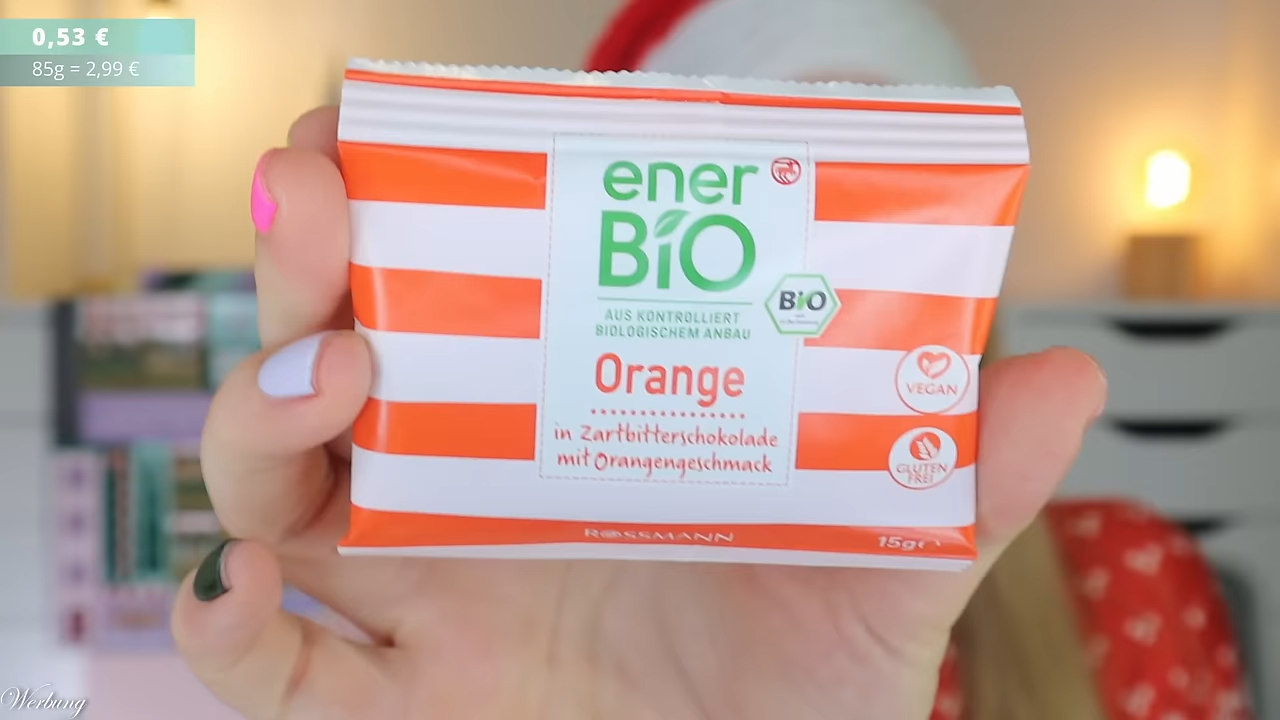 0,53 €
85g = 2,99 €
ener
BiO
AUS KONTROLLIERT
BIOLOGISCHEM ANBAU
BiO
Orange
in Zartbitterschokolade
mit Orangengeschmack
VEGAN
GLUTEN
FREI
ROSSMANN
15g
Werbung